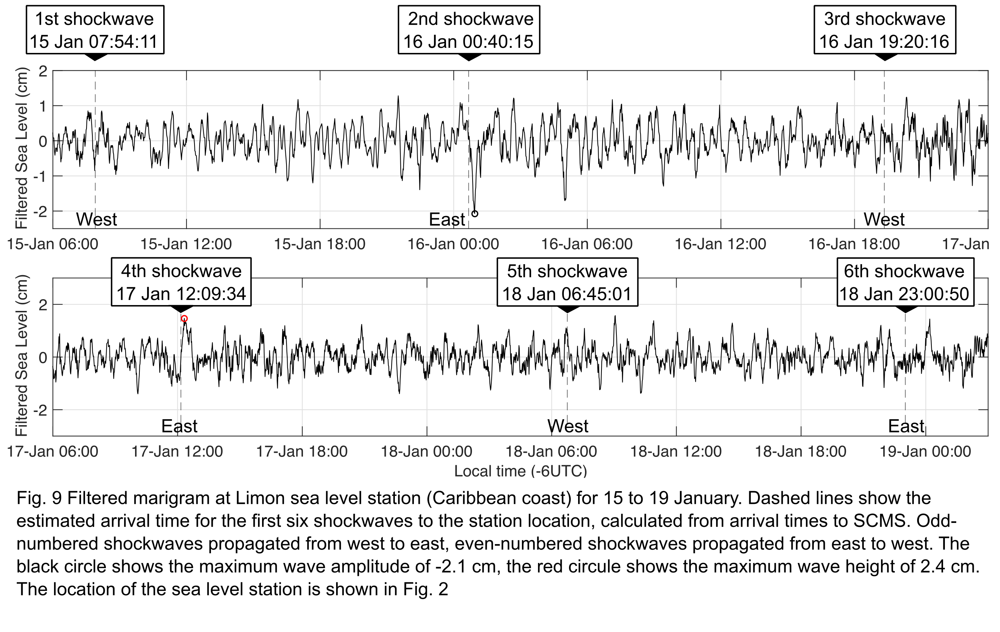 1st shockwave
15 Jan 07:54:11
2nd shockwave
16 Jan 00:40:15
3rd shockwave
16 Jan 19:20:16
Filtered Sea Level (cm)
2
1
0
-1
-2
West
East
West
15-Jan 06:00
15-Jan 12:00
15-Jan 18:00
16-Jan 00:00
16-Jan 06:00
16-Jan 12:00
16-Jan 18:00
17-Jan
4th shockwave
17 Jan 12:09:34
5th shockwave
18 Jan 06:45:01
6th shockwave
18 Jan 23:00:50
Filtered Sea Level (cm)
2
0
-2
East
West
East
17-Jan 06:00
17-Jan 12:00
17-Jan 18:00
18-Jan 00:00
18-Jan 06:00
18-Jan 12:00
18-Jan 18:00
19-Jan 00:00
Local time (-6UTC)
Fig. 9 Filtered marigram at Limon sea level station (Caribbean coast) for 15 to 19 January. Dashed lines show the
estimated arrival time for the first six shockwaves to the station location, calculated from arrival times to SCMS. Odd-
numbered shockwaves propagated from west to east, even-numbered shockwaves propagated from east to west. The
black circle shows the maximum wave amplitude of -2.1 cm, the red circule shows the maximum wave height of 2.4 cm.
The location of the sea level station is shown in Fig. 2